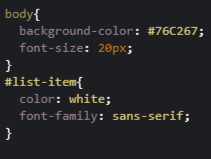 body{
  background-color: #76C267;
  font-size: 20px;
}
#list-item{
  color: white;
  font-family: sans-serif;
}